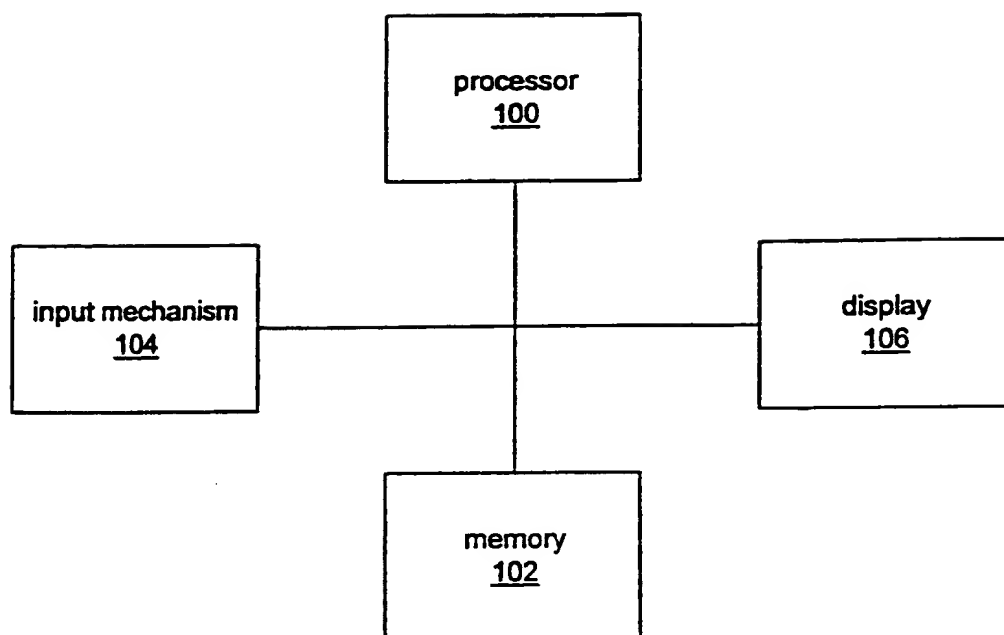 processor
100
input mechanism
104
display
106
memory
102